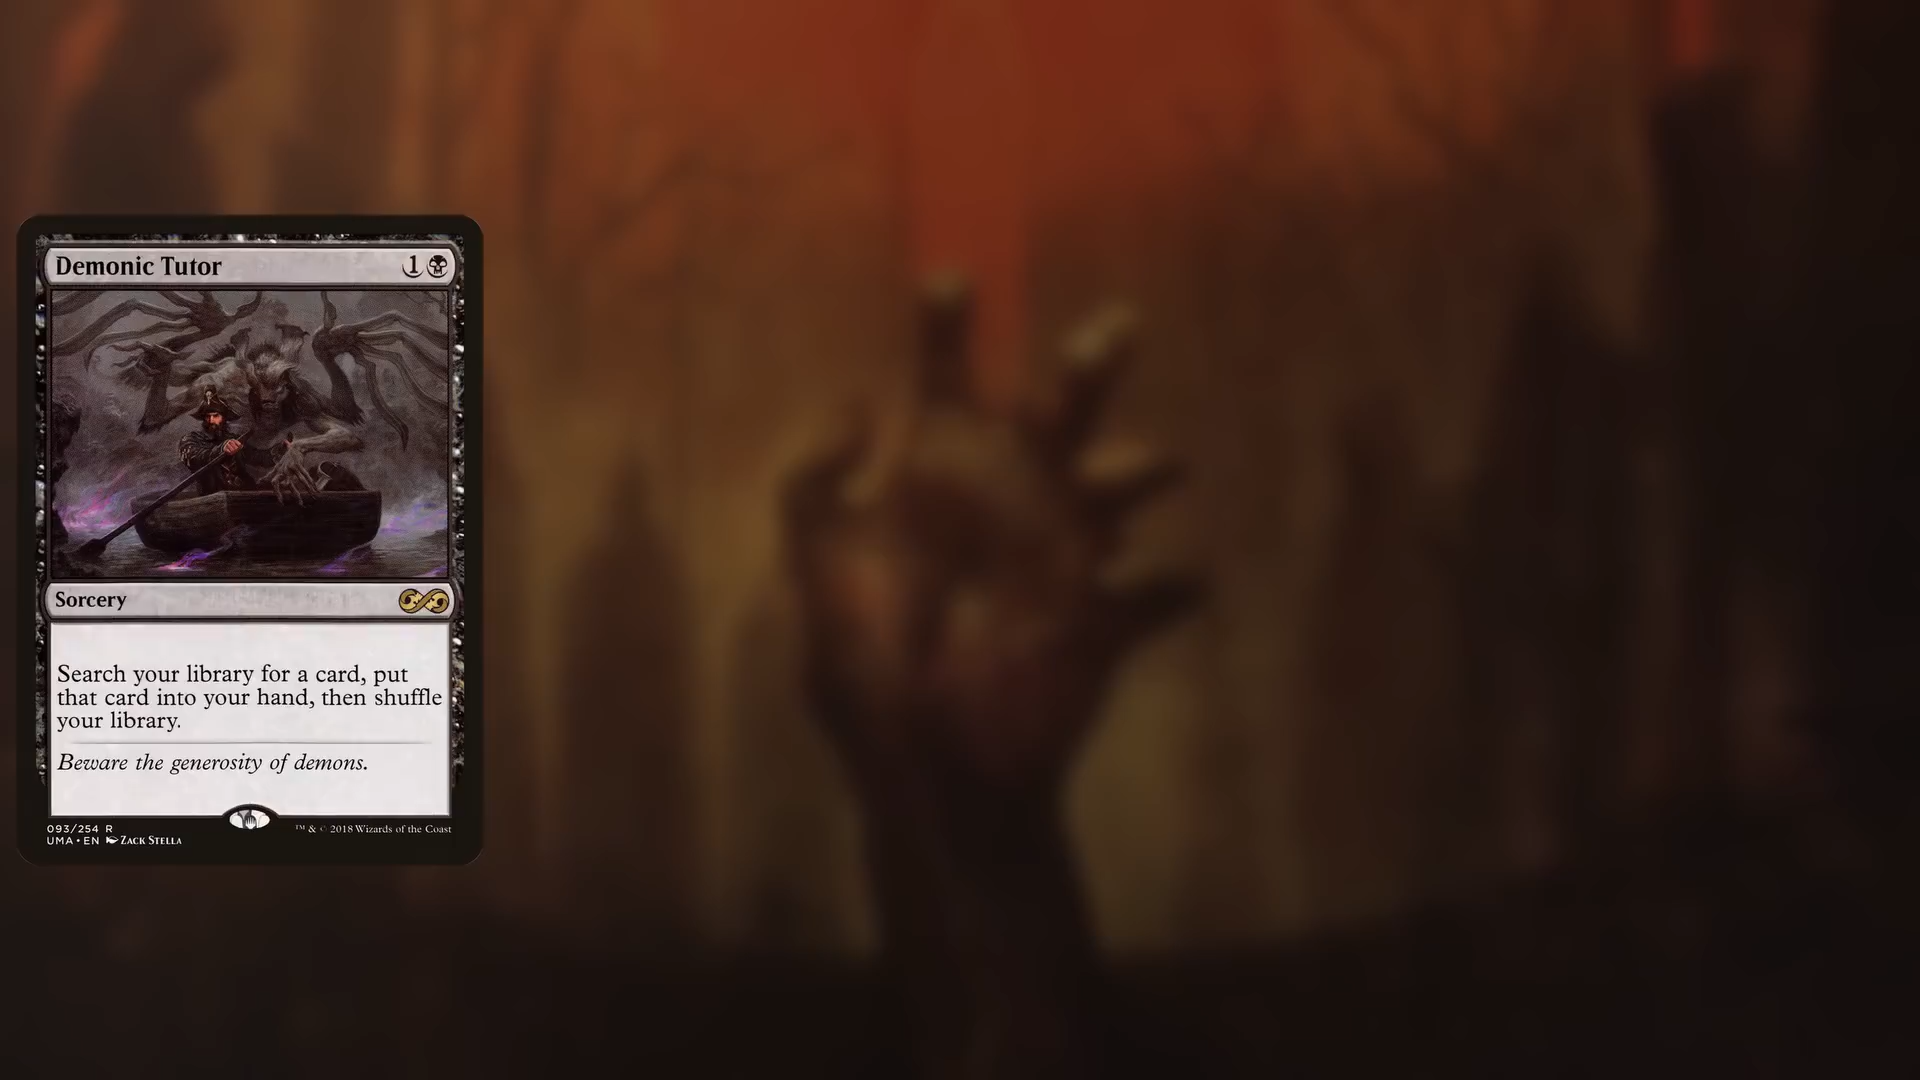 Demonic Tutor 1
Sorcery
Search your library for a card, put
that card into your hand, then shuffle
your library.
Beware the generosity of demons.
093/254 R
UMA • EN Zack Stella
™ & © 2018 Wizards of the Coast